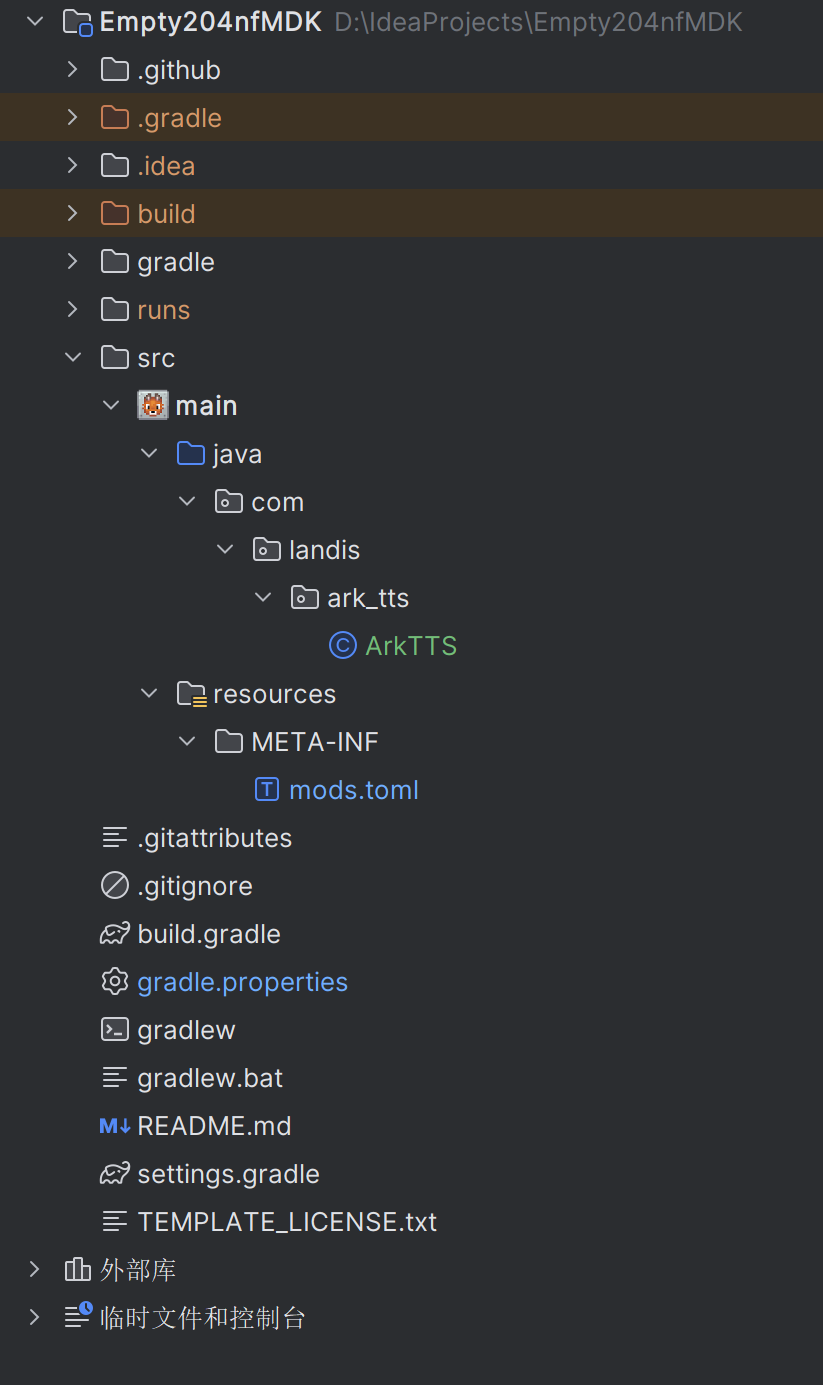 Empty204nfMDK D:\IdeaProjects\Empty204nfMDK
.github
.gradle
.idea
build
gradle
runs
src
main
java
com
landis
ark_tts
ArkTTS
resources
META-INF
mods.toml
.gitattributes
.gitignore
build.gradle
gradle.properties
gradlew
gradlew.bat
README.md
settings.gradle
TEMPLATE_LICENSE.txt
外部库
临时文件和控制台